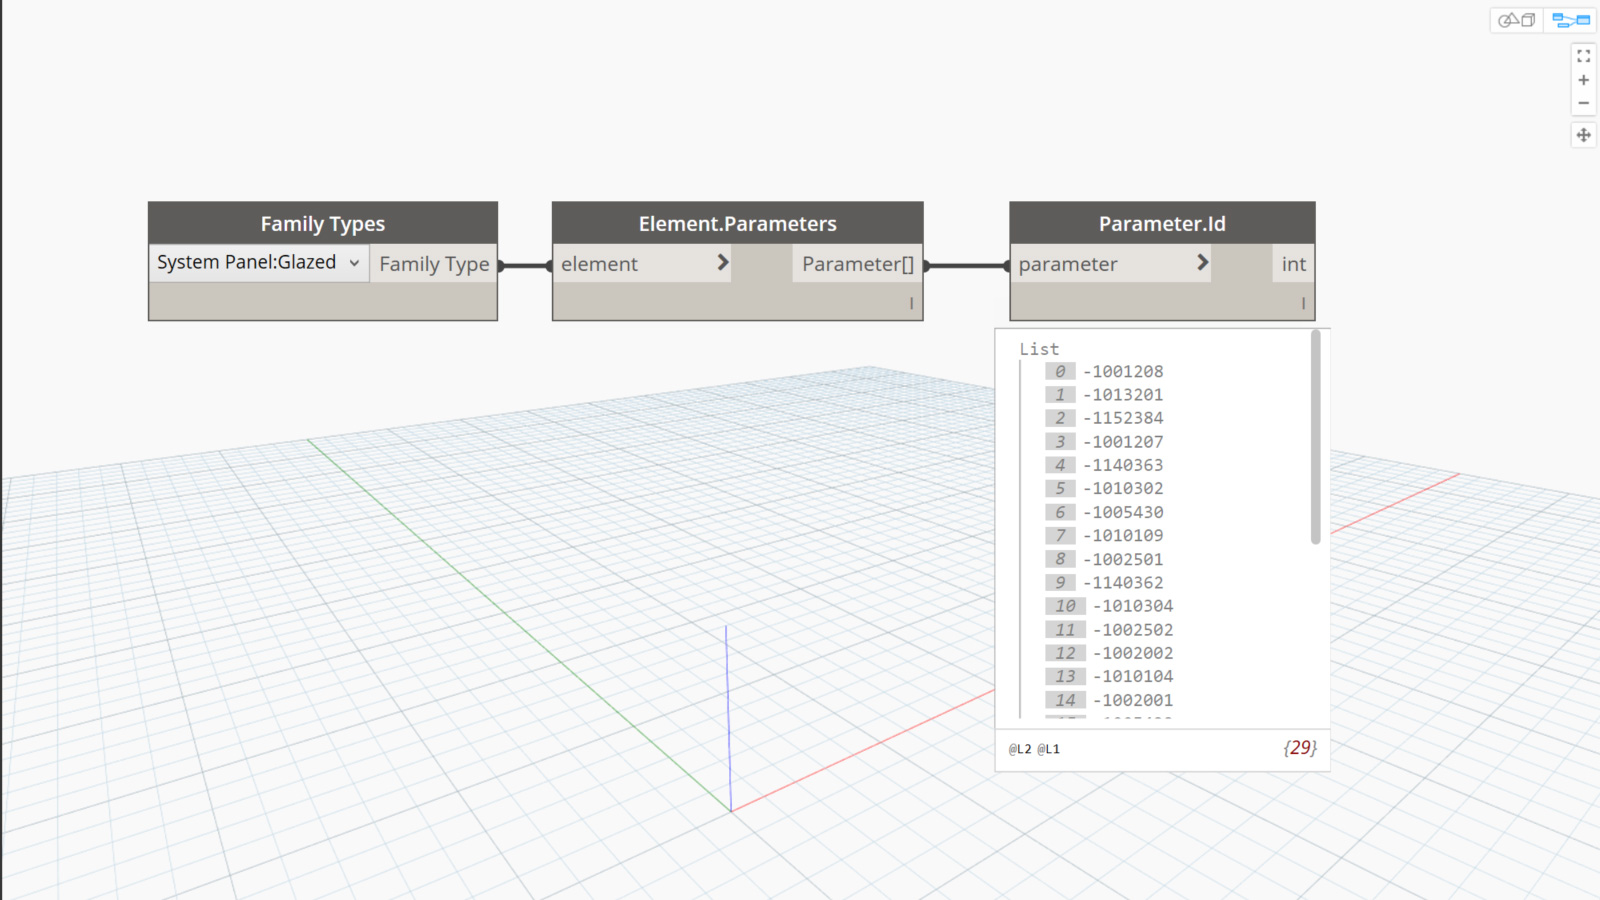 Family Types
System Panel:Glazed
Family Type
Element.Parameters
element
Parameter[]
Parameter.Id
parameter
int
List
0 -1001208
1 -1013201
2 -1152384
3 -1001207
4 -1140363
5 -1010302
6 -1005430
7 -1010109
8 -1002501
9 -1140362
10 -1010304
11 -1002502
12 -1002002
13 -1010104
14 -1002001
@L2 @L1
{29}